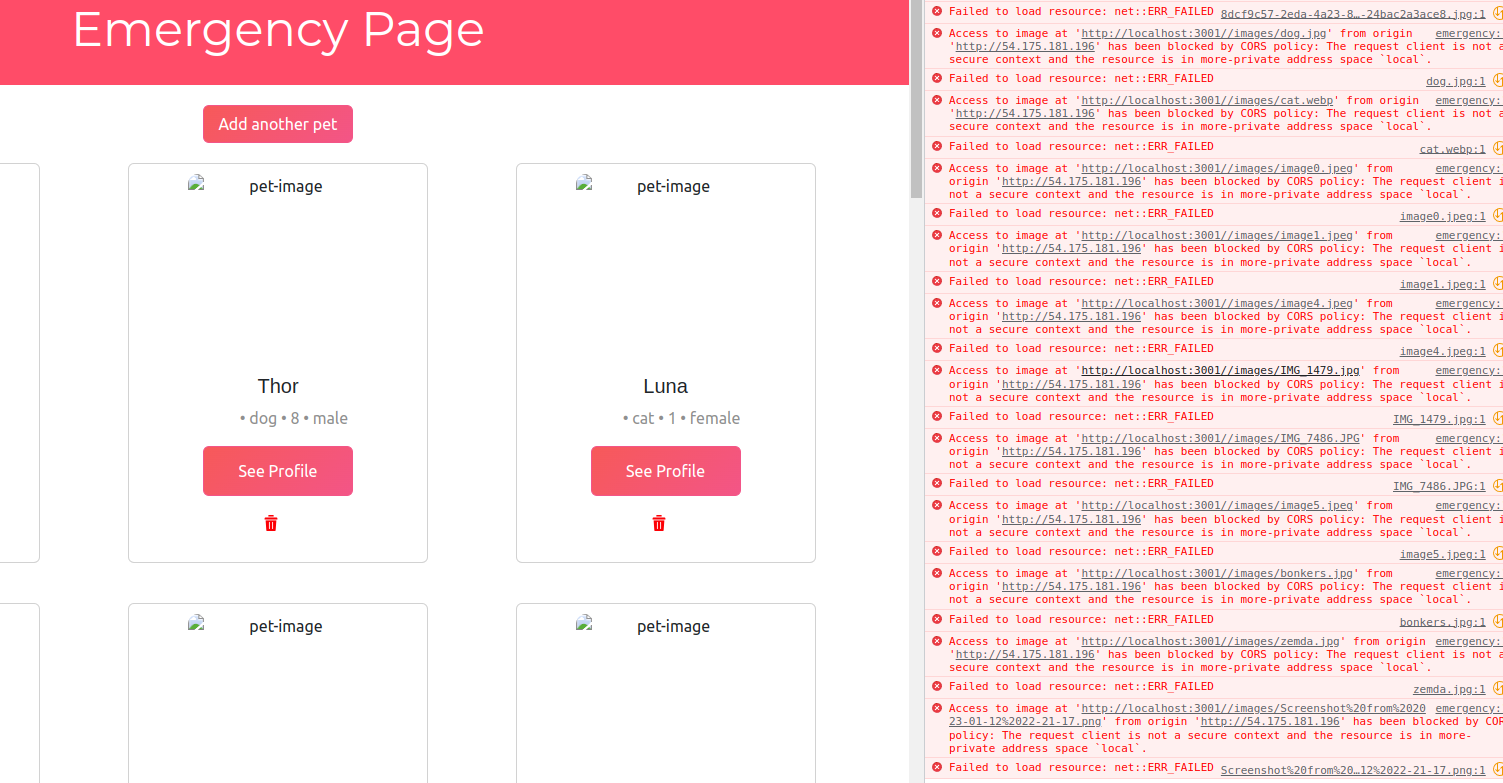 Emergency Page
Add another pet
pet-image
pet-image
Thor
Luna
• dog • 8 • male
• cat • 1 • female
See Profile
See Profile
pet-image
pet-image
Failed to load resource: net::ERR_FAILED 8dcf9c57-2eda-4a23-8…-24bac2a3ace8.jpg:1
Access to image at 'http://localhost:3001//images/dog.jpg' from origin emergency:
'http://54.175.181.196' has been blocked by CORS policy: The request client is not a
secure context and the resource is in more-private address space `local`.
Failed to load resource: net::ERR_FAILED dog.jpg:1
Access to image at 'http://localhost:3001//images/cat.webp' from origin emergency:
'http://54.175.181.196' has been blocked by CORS policy: The request client is not a
secure context and the resource is in more-private address space `local`.
Failed to load resource: net::ERR_FAILED cat.webp:1
Access to image at 'http://localhost:3001//images/image0.jpeg' from emergency:
origin 'http://54.175.181.196' has been blocked by CORS policy: The request client i
not a secure context and the resource is in more-private address space `local`.
Failed to load resource: net::ERR_FAILED image0.jpeg:1
Access to image at 'http://localhost:3001//images/image1.jpeg' from emergency:
origin 'http://54.175.181.196' has been blocked by CORS policy: The request client i
not a secure context and the resource is in more-private address space `local`.
Failed to load resource: net::ERR_FAILED image1.jpeg:1
Access to image at 'http://localhost:3001//images/image4.jpeg' from emergency:
origin 'http://54.175.181.196' has been blocked by CORS policy: The request client i
not a secure context and the resource is in more-private address space `local`.
Failed to load resource: net::ERR_FAILED image4.jpeg:1
Access to image at 'http://localhost:3001//images/IMG_1479.jpg' from emergency:
origin 'http://54.175.181.196' has been blocked by CORS policy: The request client i
not a secure context and the resource is in more-private address space `local`.
Failed to load resource: net::ERR_FAILED IMG_1479.jpg:1
Access to image at 'http://localhost:3001//images/IMG_7486.JPG' from emergency:
origin 'http://54.175.181.196' has been blocked by CORS policy: The request client i
not a secure context and the resource is in more-private address space `local`.
Failed to load resource: net::ERR_FAILED IMG_7486.JPG:1
Access to image at 'http://localhost:3001//images/image5.jpeg' from emergency:
origin 'http://54.175.181.196' has been blocked by CORS policy: The request client i
not a secure context and the resource is in more-private address space `local`.
Failed to load resource: net::ERR_FAILED image5.jpeg:1
Access to image at 'http://localhost:3001//images/bonkers.jpg' from emergency:
origin 'http://54.175.181.196' has been blocked by CORS policy: The request client i
not a secure context and the resource is in more-private address space `local`.
Failed to load resource: net::ERR_FAILED bonkers.jpg:1
Access to image at 'http://localhost:3001//images/zemda.jpg' from origin emergency:
'http://54.175.181.196' has been blocked by CORS policy: The request client is not a
secure context and the resource is in more-private address space `local`.
Failed to load resource: net::ERR_FAILED zemda.jpg:1
Access to image at 'http://localhost:3001//images/Screenshot%20from%2020 emergency:
23-01-12%2022-21-17.png' from origin 'http://54.175.181.196' has been blocked by COR
policy: The request client is not a secure context and the resource is in more-
private address space `local`.
Failed to load resource: net::ERR_FAILED Screenshot%20from%20…12%2022-21-17.png:1